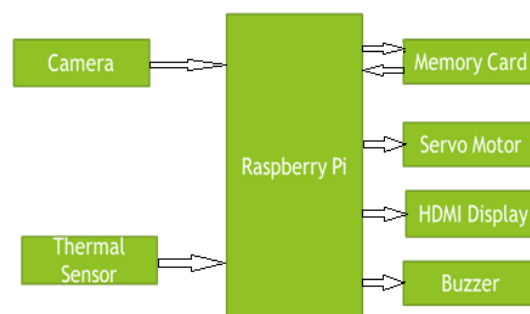 Camera
Thermal
Sensor
Raspberry Pi
Memory Card
Servo Motor
HDMI Display
Buzzer